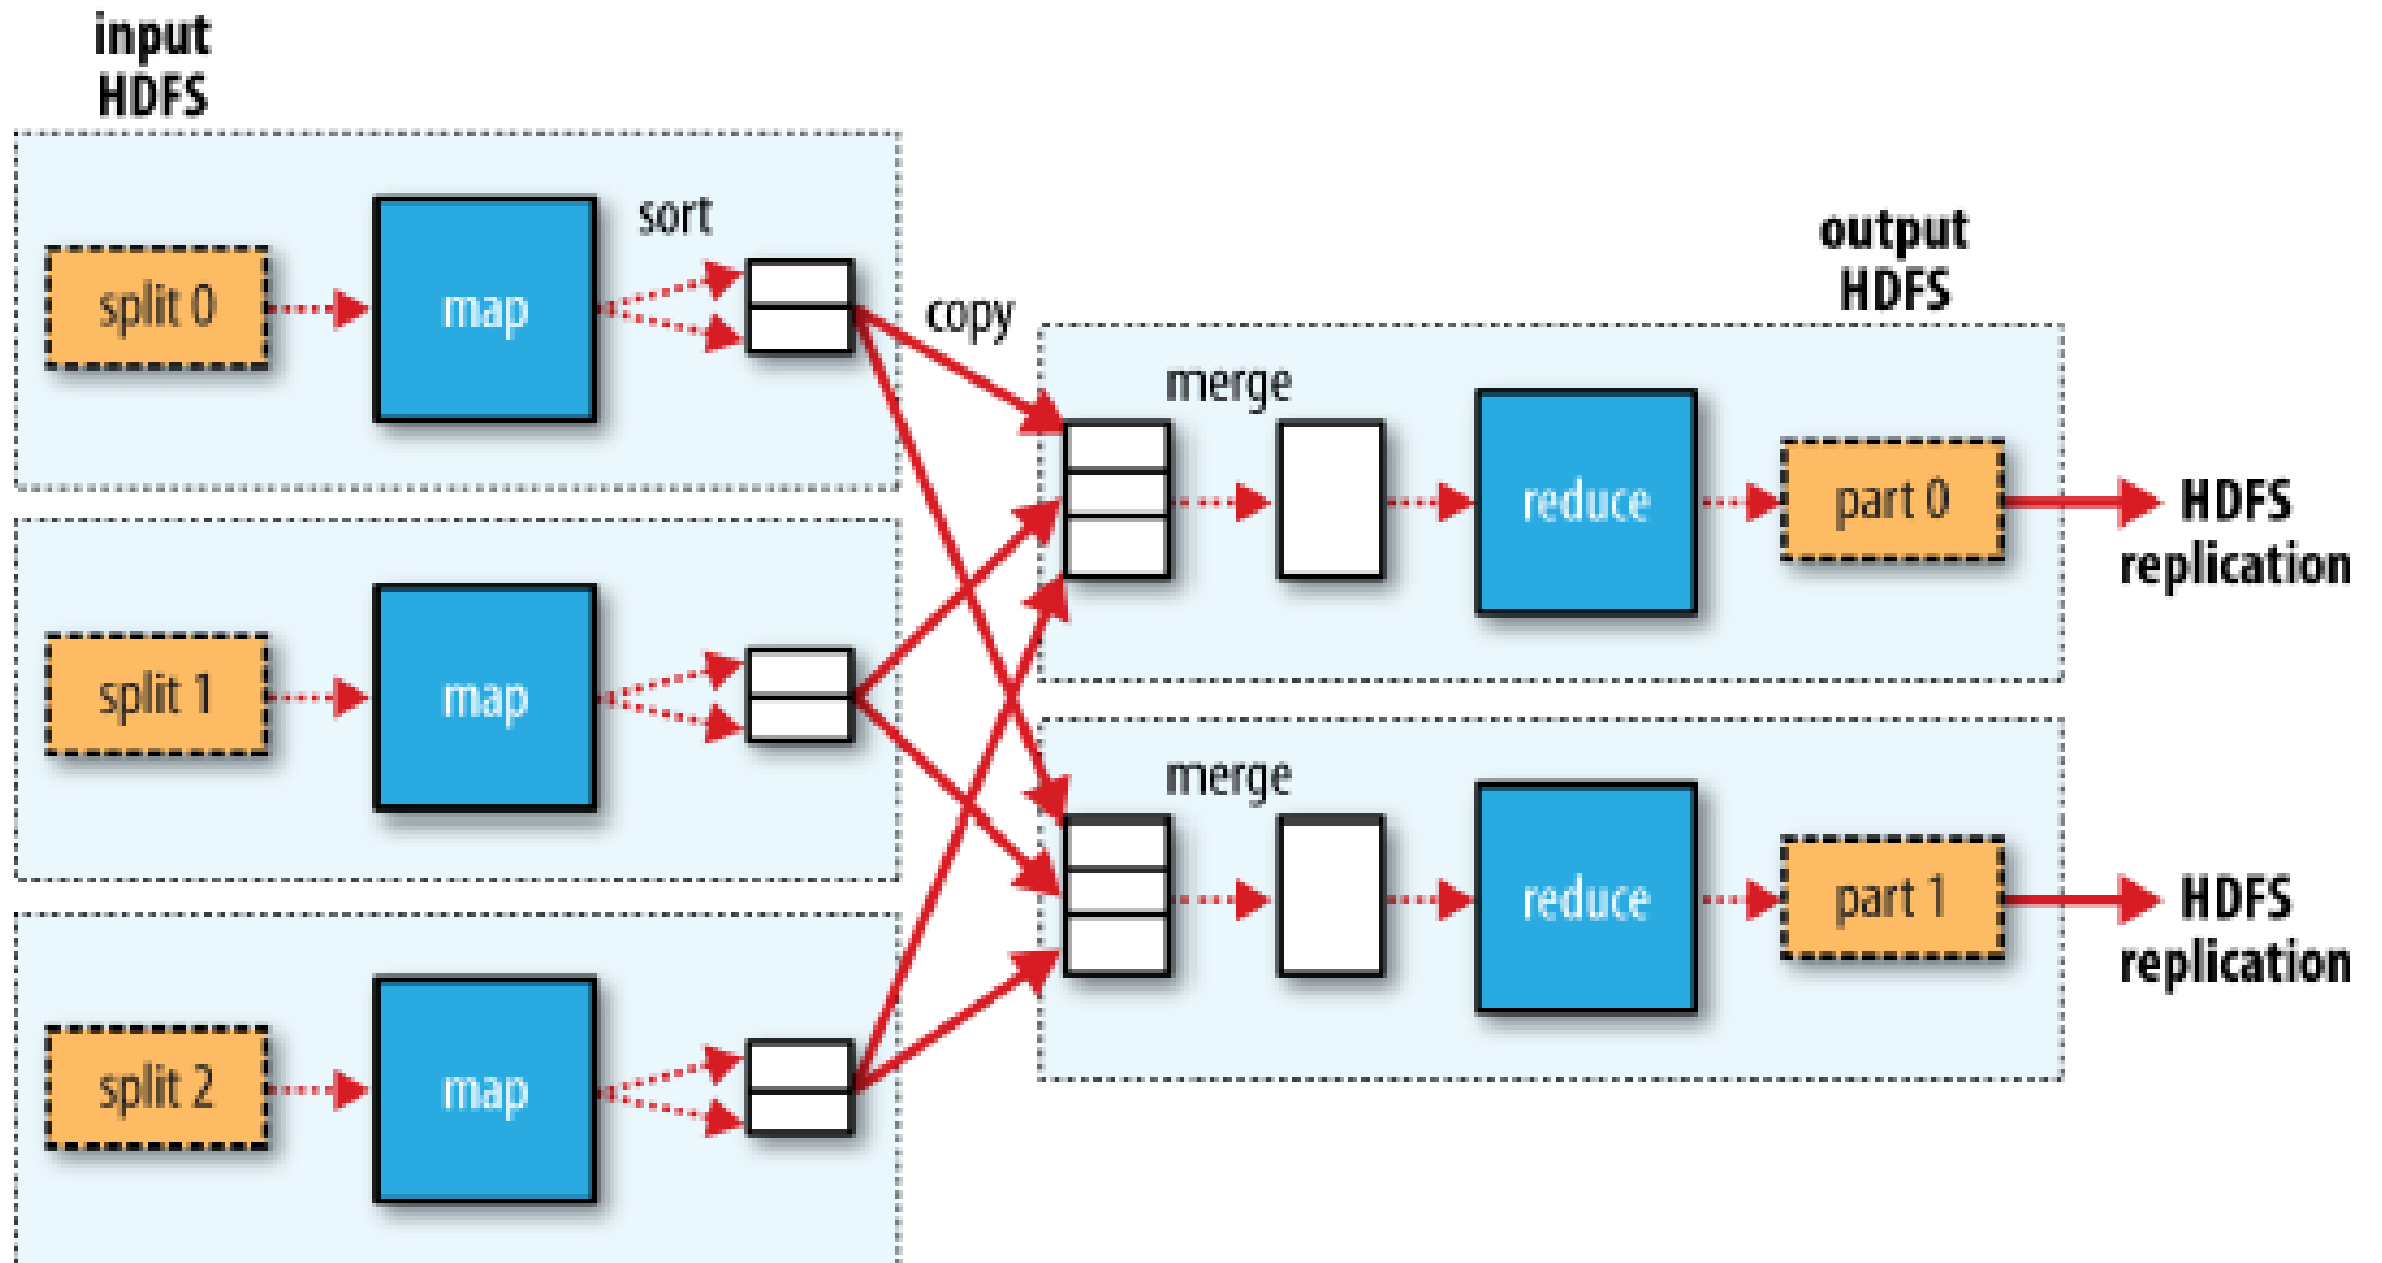 input
HDFS
sort
split 0
map
copy
output
HDFS
merge
reduce
part 0
HDFS
replication
split 1
map
merge
reduce
part 1
HDFS
replication
split 2
map